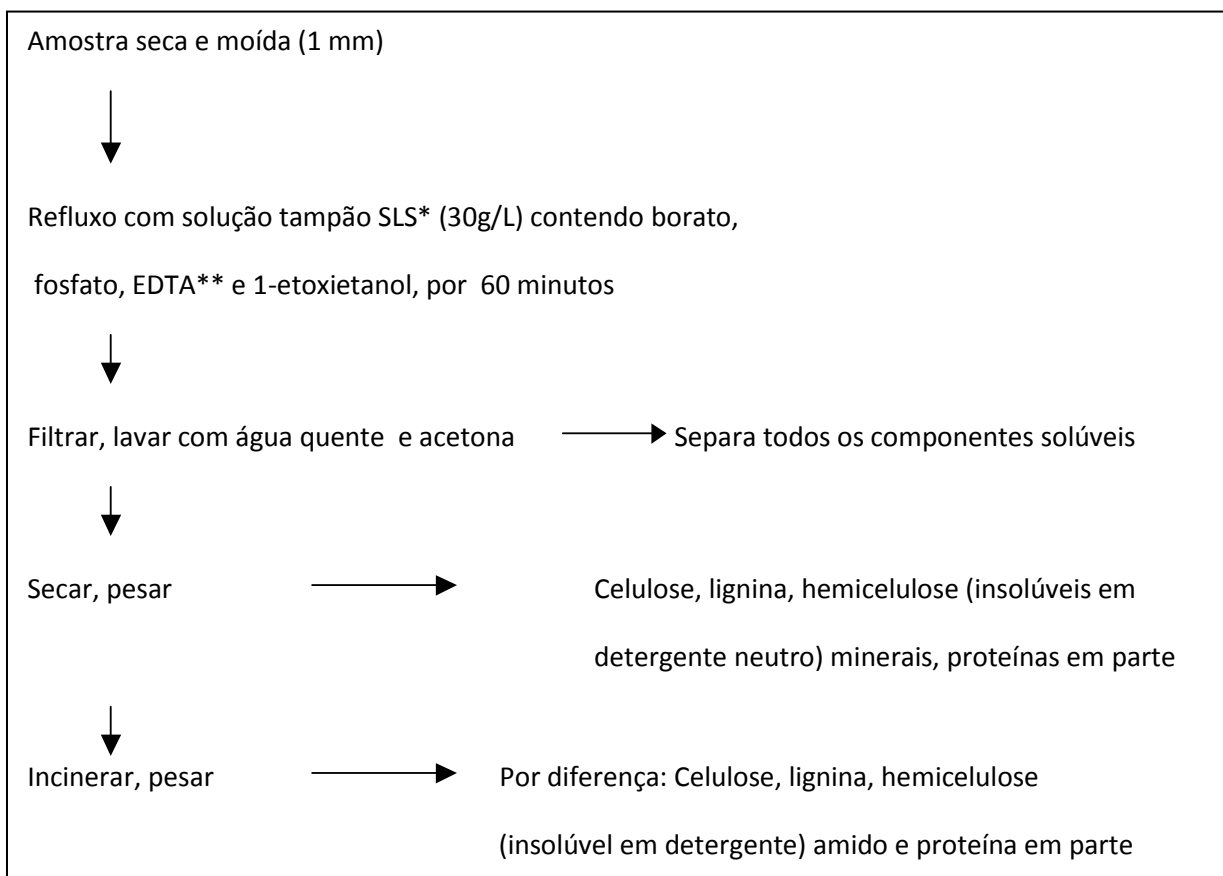 Amostra seca e moída (1 mm)
Refluxo com solução tampão SLS* (30g/L) contendo borato,
fosfato, EDTA** e 1-etoxietanol, por 60 minutos
Filtrar, lavar com água quente e acetona
Separa todos os componentes solúveis
Secar, pesar
Celulose, lignina, hemicelulose (insolúveis em
detergente neutro) minerais, proteínas em parte
Incinerar, pesar
Por diferença: Celulose, lignina, hemicelulose
(insolúvel em detergente) amido e proteína em parte